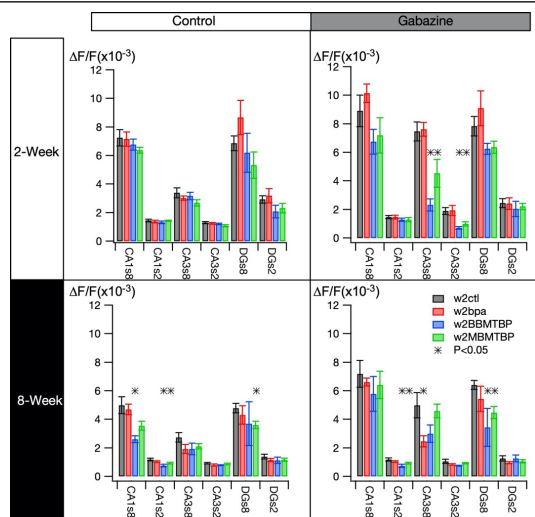 Control Gabazine
2-Week
ΔF/F(x10-3) ΔF/F(x10-3)
12 12
10 10
8 8
6 6
4 4
2 2
0 0
** **
CA1s8 CA1s2 CA3s8 CA3s2 DGs8 DGs2 CA1s8 CA1s2 CA3s8 CA3s2 DGs8 DGs2
8-Week
ΔF/F(x10-3) ΔF/F(x10-3)
12 12
10 10
8 8
6 6
4 4
2 2
0 0
w2ctl
w2bpa
w2BBMTBP
w2MBMTBP
* P<0.05
* ** * ** * **
CA1s8 CA1s2 CA3s8 CA3s2 DGs8 DGs2 CA1s8 CA1s2 CA3s8 CA3s2 DGs8 DGs2